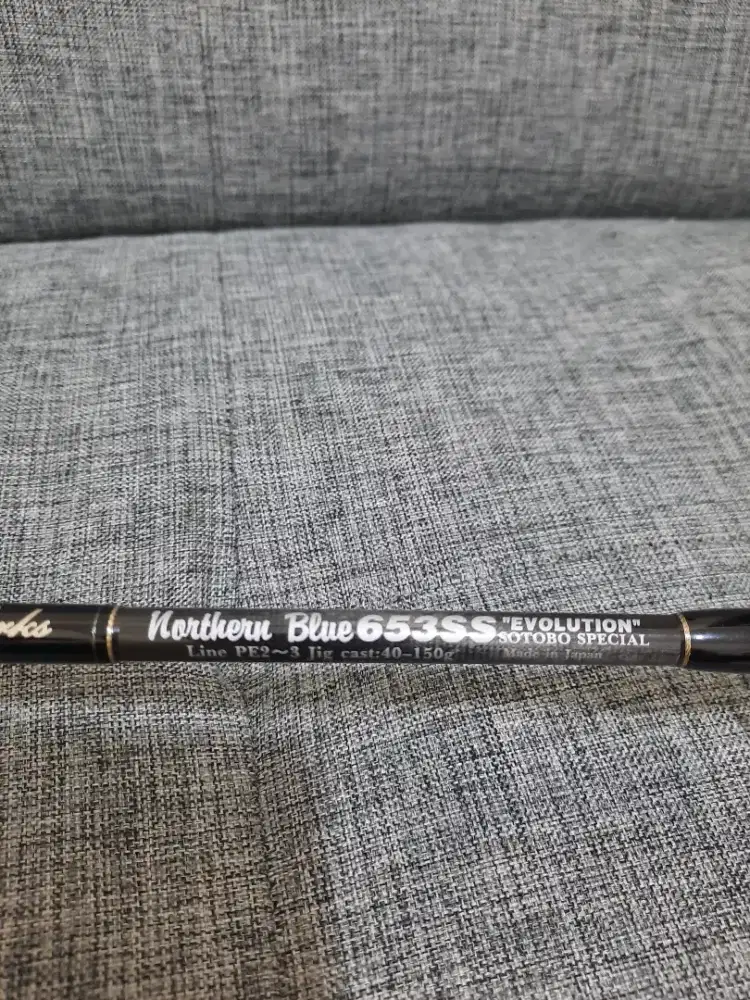 Northern Blue 653SS "EVOLUTION"
SOTOBO SPECIAL
Line PE2~3 Jig cast:40-150g
Made in Japan